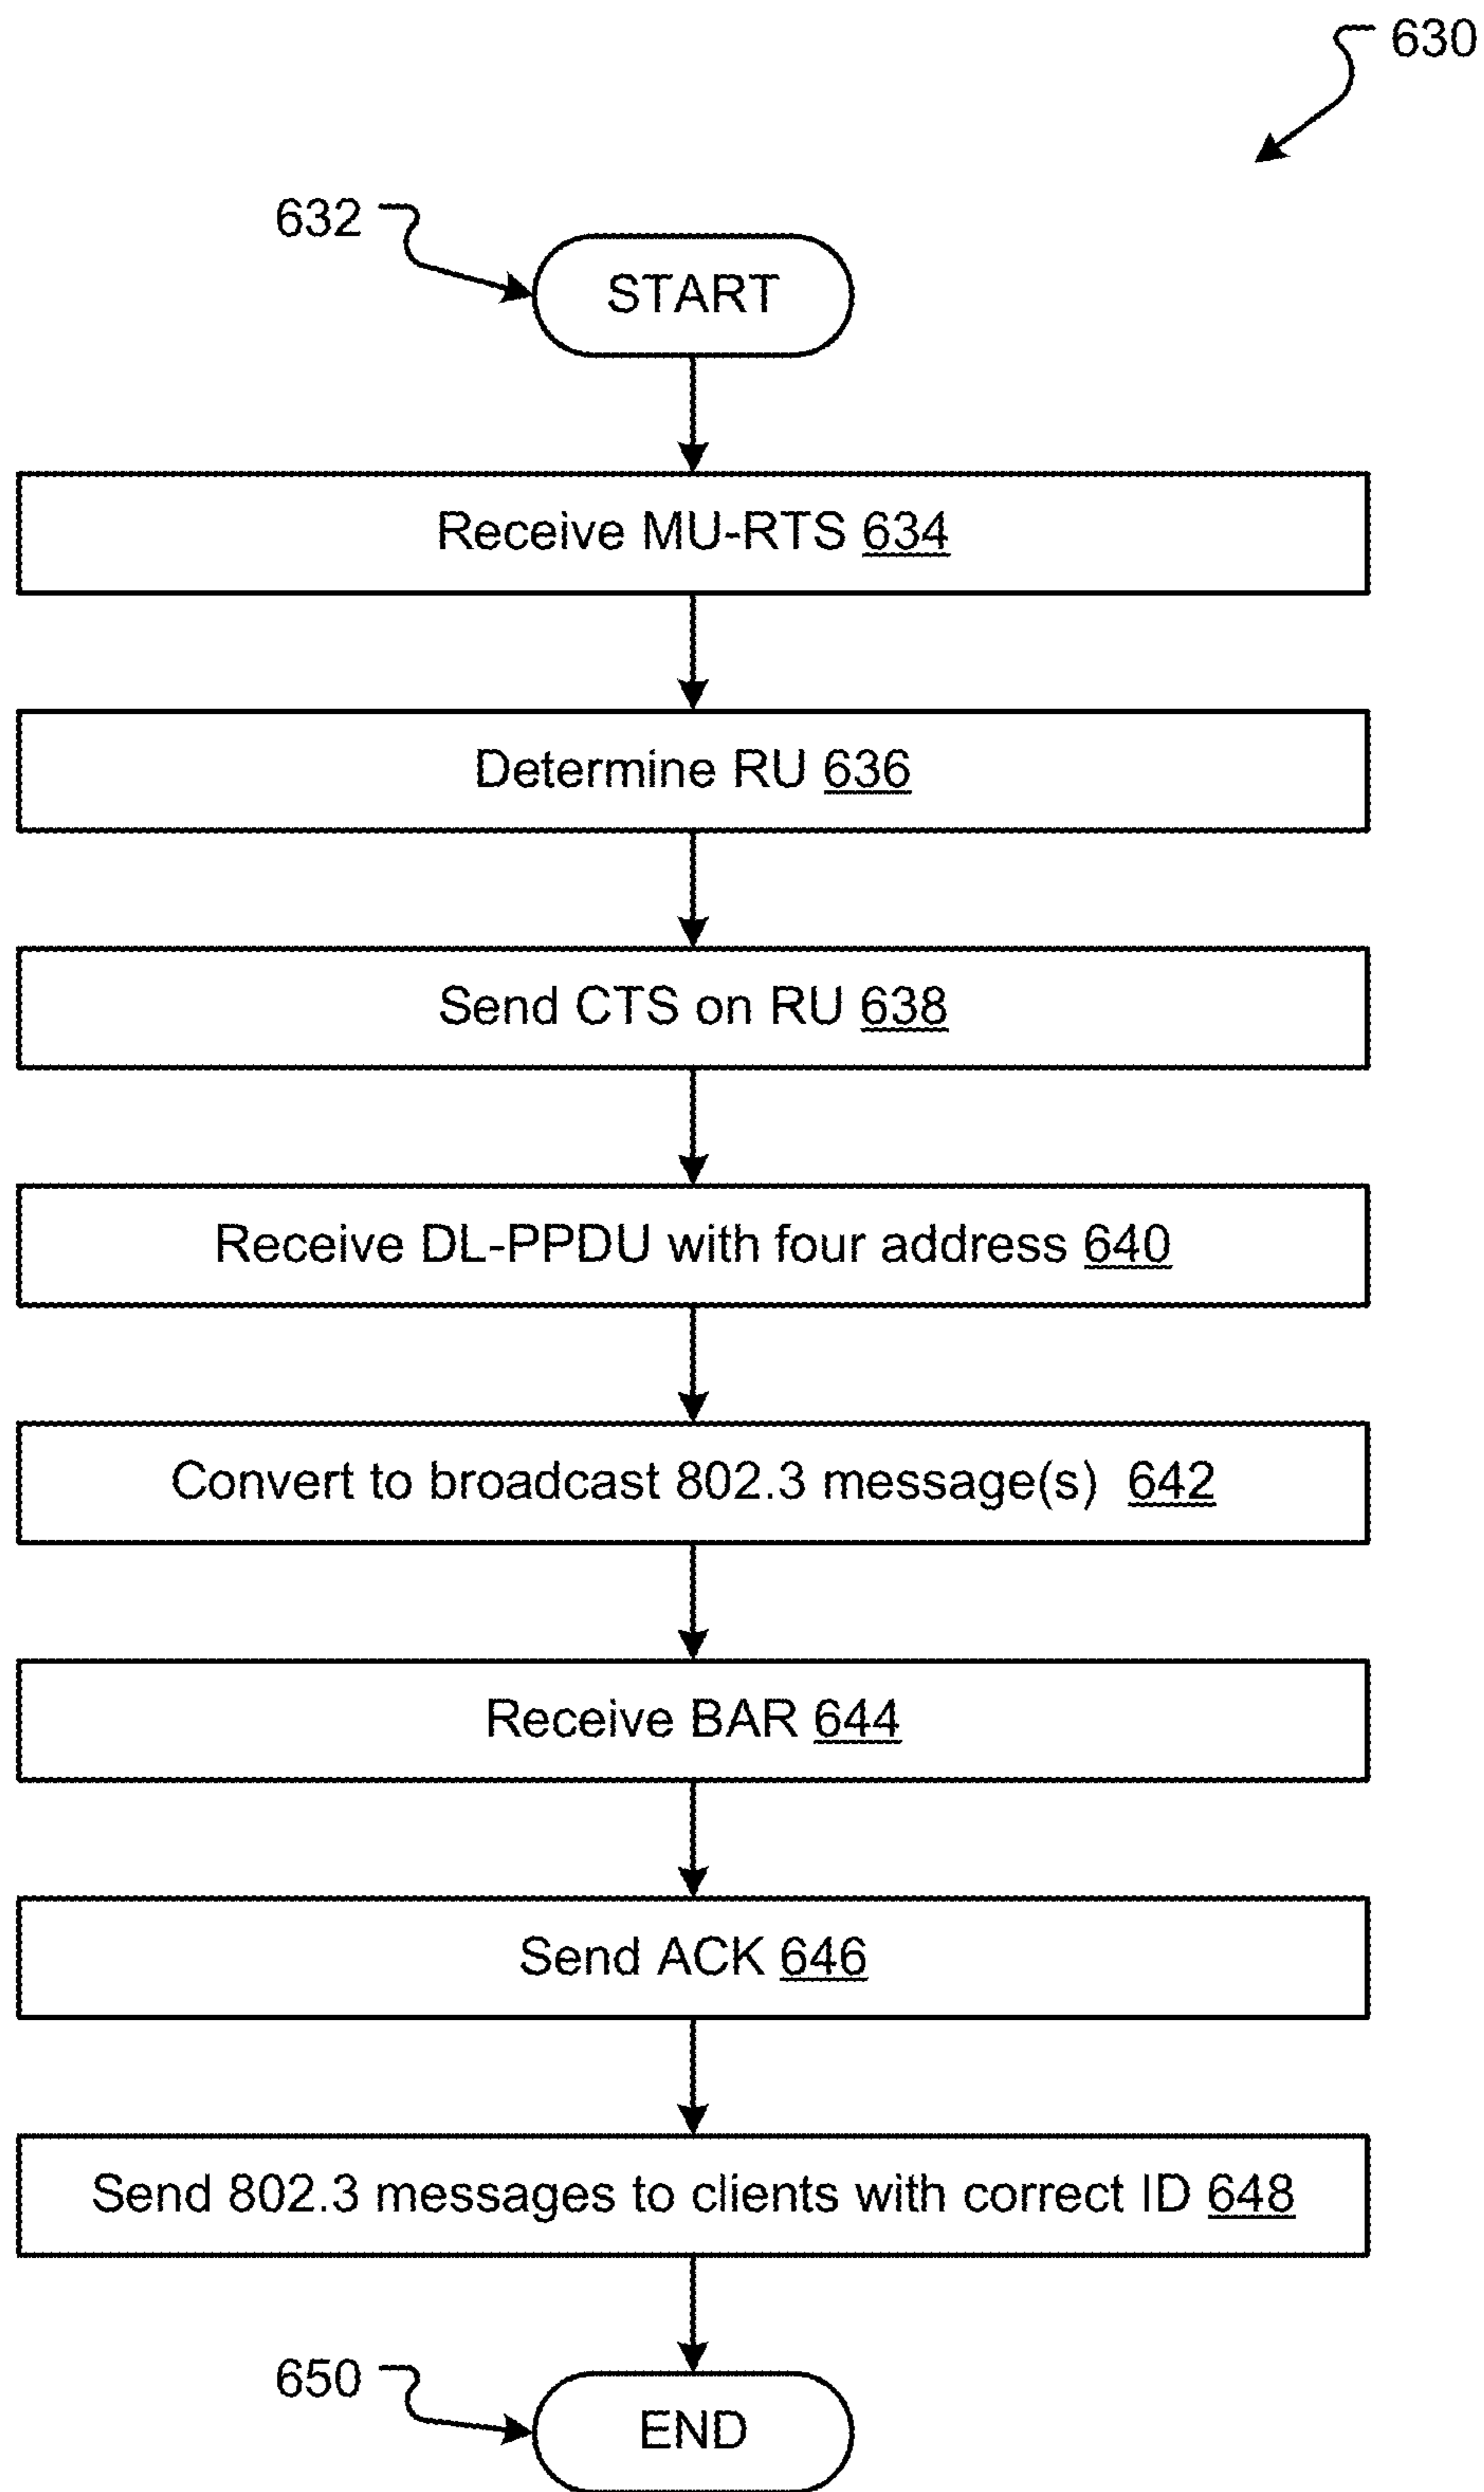 630
632
START
Receive MU-RTS 634
Determine RU 636
Send CTS on RU 638
Receive DL-PPDU with four address 640
Convert to broadcast 802.3 message(s) 642
Receive BAR 644
Send ACK 646
Send 802.3 messages to clients with correct ID 648
650
END